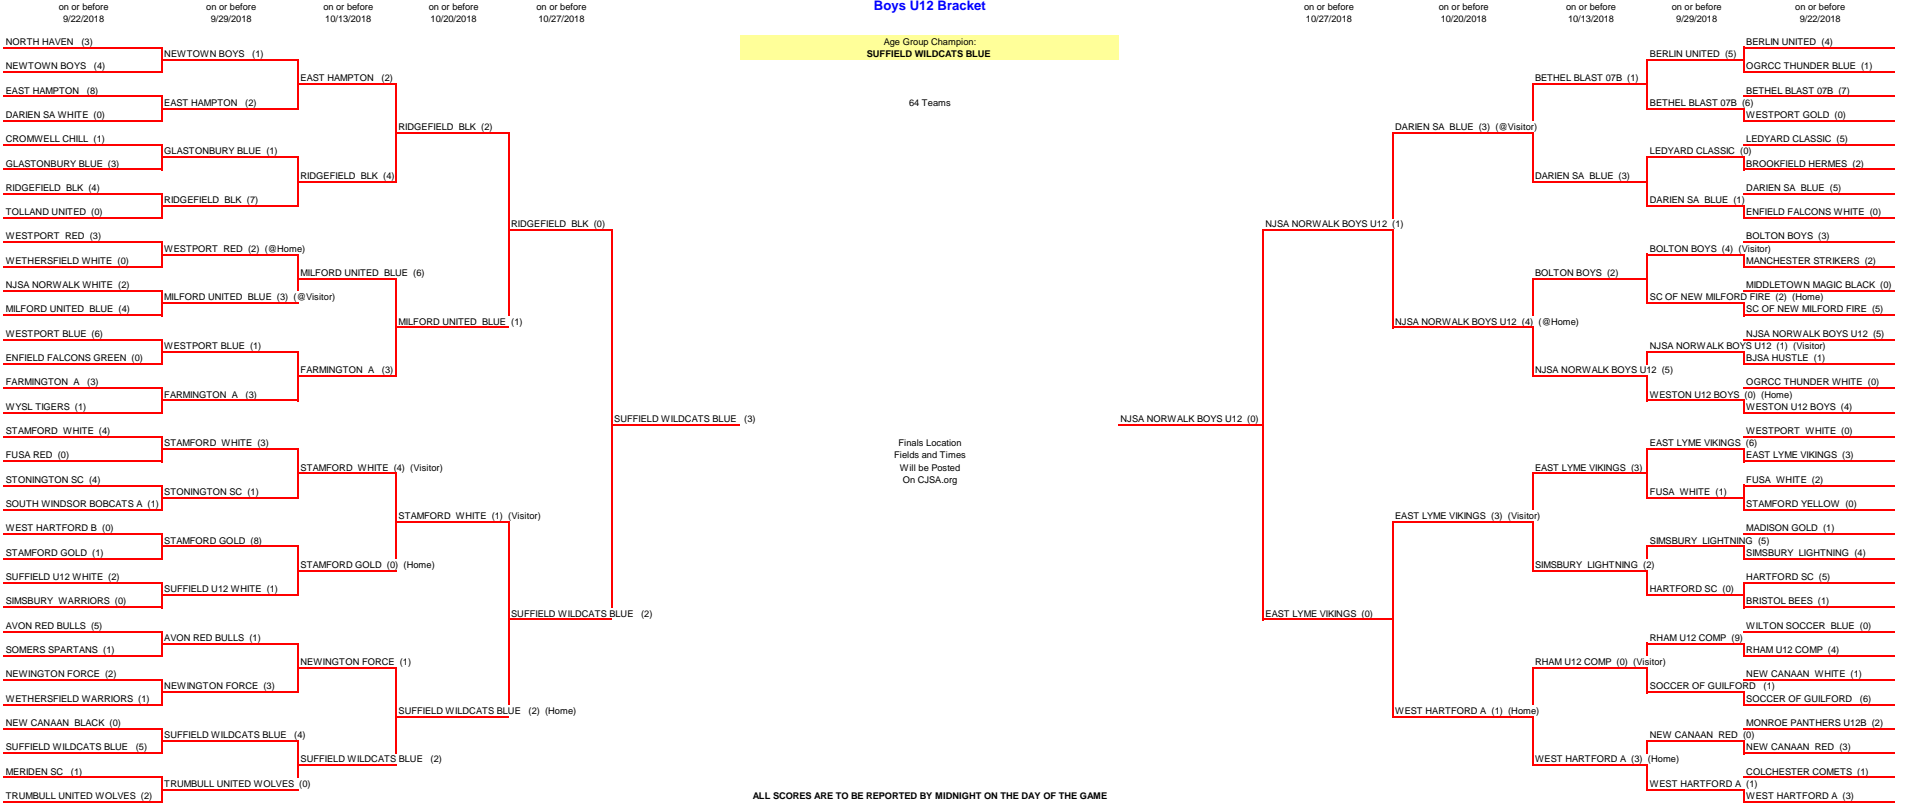 on or before
9/22/2018
on or before
9/29/2018
on or before
10/13/2018
on or before
10/20/2018
on or before
10/27/2018
Boys U12 Bracket
on or before
10/27/2018
on or before
10/20/2018
on or before
10/13/2018
on or before
9/29/2018
on or before
9/22/2018
Age Group Champion:
SUFFIELD WILDCATS BLUE
64 Teams
NORTH HAVEN (3)
NEWTOWN BOYS (4)
EAST HAMPTON (8)
DARIEN SA WHITE (0)
CROMWELL CHILL (1)
GLASTONBURY BLUE (3)
RIDGEFIELD BLK (4)
TOLLAND UNITED (0)
WESTPORT RED (3)
WETHERSFIELD WHITE (0)
NJSA NORWALK WHITE (2)
MILFORD UNITED BLUE (4)
WESTPORT BLUE (6)
ENFIELD FALCONS GREEN (0)
FARMINGTON A (3)
WYSL TIGERS (1)
STAMFORD WHITE (4)
FUSA RED (0)
STONINGTON SC (4)
SOUTH WINDSOR BOBCATS A (1)
WEST HARTFORD B (0)
STAMFORD GOLD (1)
SUFFIELD U12 WHITE (2)
SIMSBURY WARRIORS (0)
AVON RED BULLS (5)
SOMERS SPARTANS (1)
NEWINGTON FORCE (2)
WETHERSFIELD WARRIORS (1)
NEW CANAAN BLACK (0)
SUFFIELD WILDCATS BLUE (5)
MERIDEN SC (1)
TRUMBULL UNITED WOLVES (2)
NEWTOWN BOYS (1)
EAST HAMPTON (2)
GLASTONBURY BLUE (1)
RIDGEFIELD BLK (7)
WESTPORT RED (2) (@Home)
MILFORD UNITED BLUE (3) (@Visitor)
WESTPORT BLUE (1)
FARMINGTON A (3)
STAMFORD WHITE (3)
STONINGTON SC (1)
STAMFORD GOLD (8)
SUFFIELD U12 WHITE (1)
AVON RED BULLS (1)
NEWINGTON FORCE (3)
SUFFIELD WILDCATS BLUE (4)
TRUMBULL UNITED WOLVES (0)
EAST HAMPTON (2)
RIDGEFIELD BLK (4)
MILFORD UNITED BLUE (6)
FARMINGTON A (3)
STAMFORD WHITE (4) (Visitor)
STAMFORD GOLD (0) (Home)
NEWINGTON FORCE (1)
SUFFIELD WILDCATS BLUE (2)
RIDGEFIELD BLK (2)
MILFORD UNITED BLUE (1)
STAMFORD WHITE (1) (Visitor)
SUFFIELD WILDCATS BLUE (2) (Home)
RIDGEFIELD BLK (0)
SUFFIELD WILDCATS BLUE (2)
SUFFIELD WILDCATS BLUE (3)
Finals Location
Fields and Times
Will be Posted
On CJSA.org
NJSA NORWALK BOYS U12 (0)
NJSA NORWALK BOYS U12 (1)
EAST LYME VIKINGS (0)
DARIEN SA BLUE (3) (@Visitor)
NJSA NORWALK BOYS U12 (4) (@Home)
EAST LYME VIKINGS (3) (Visitor)
WEST HARTFORD A (1) (Home)
BETHEL BLAST 07B (1)
DARIEN SA BLUE (3)
BOLTON BOYS (2)
NJSA NORWALK BOYS U12 (5)
EAST LYME VIKINGS (3)
SIMSBURY LIGHTNING (2)
RHAM U12 COMP (0) (Visitor)
WEST HARTFORD A (3) (Home)
BERLIN UNITED (5)
BETHEL BLAST 07B (6)
LEDYARD CLASSIC (0)
DARIEN SA BLUE (1)
BOLTON BOYS (4) (Visitor)
SC OF NEW MILFORD FIRE (2) (Home)
NJSA NORWALK BOYS U12 (1) (Visitor)
WESTON U12 BOYS (0) (Home)
EAST LYME VIKINGS (6)
FUSA WHITE (1)
SIMSBURY LIGHTNING (5)
HARTFORD SC (0)
RHAM U12 COMP (9)
SOCCER OF GUILFORD (1)
NEW CANAAN RED (0)
WEST HARTFORD A (1)
BERLIN UNITED (4)
OGRCC THUNDER BLUE (1)
BETHEL BLAST 07B (7)
WESTPORT GOLD (0)
LEDYARD CLASSIC (5)
BROOKFIELD HERMES (2)
DARIEN SA BLUE (5)
ENFIELD FALCONS WHITE (0)
BOLTON BOYS (3)
MANCHESTER STRIKERS (2)
MIDDLETOWN MAGIC BLACK (0)
SC OF NEW MILFORD FIRE (5)
NJSA NORWALK BOYS U12 (5)
BJSA HUSTLE (1)
OGRCC THUNDER WHITE (0)
WESTON U12 BOYS (4)
WESTPORT WHITE (0)
EAST LYME VIKINGS (3)
FUSA WHITE (2)
STAMFORD YELLOW (0)
MADISON GOLD (1)
SIMSBURY LIGHTNING (4)
HARTFORD SC (5)
BRISTOL BEES (1)
WILTON SOCCER BLUE (0)
RHAM U12 COMP (4)
NEW CANAAN WHITE (1)
SOCCER OF GUILFORD (6)
MONROE PANTHERS U12B (2)
NEW CANAAN RED (3)
COLCHESTER COMETS (1)
WEST HARTFORD A (3)
ALL SCORES ARE TO BE REPORTED BY MIDNIGHT ON THE DAY OF THE GAME